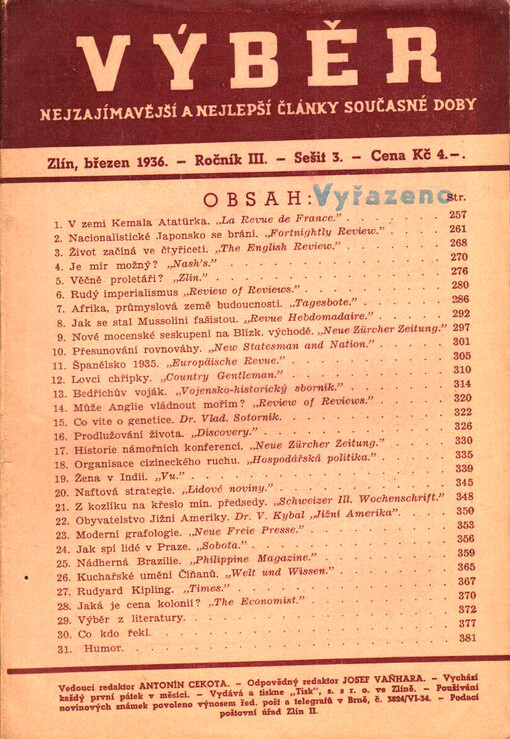 VÝBĚR
NEJZAJÍMAVĚJŠÍ A NEJLEPŠÍ ČLÁNKY SOUČASNÉ DOBY
Zlín, březen 1936. – Ročník III. – Sešit 3. – Cena Kč 4.–.
OBSAH: Vyřazeno Str.
1. V zemi Kemala Atatürka. „La Revue de France." 257
2. Nacionalistické Japonsko se brání. „Fortnightly Review." 261
3. Život začíná ve čtyřiceti. „The English Review." 268
4. Je mír možný? „Nash's." 270
5. Věčně proletáři? „Zlín." 276
6. Rudý imperialismus „Review of Reviews." 280
7. Afrika, průmyslová země budoucnosti. „Tagesbote." 286
8. Jak se stal Mussolini fašistou. „Revue Hebdomadaire." 292
9. Nové mocenské seskupení na Blízk. východě. „Neue Zürcher Zeitung." 297
10. Přesunování rovnováhy. „New Statesman and Nation." 301
11. Španělsko 1935. „Europäische Revue." 305
12. Lovci chřipky. „Country Gentleman." 310
13. Bedřichův voják. „Vojensko-historický sborník." 314
14. Může Anglie vládnout mořím? „Review of Reviews." 320
15. Co víte o genetice. Dr. Vlad. Sotorník. 322
16. Prodlužování života. „Discovery." 326
17. Historie námořních konferencí. „Neue Zürcher Zeitung." 330
18. Organisace cizineckého ruchu. „Hospodářská politika." 335
19. Žena v Indii. „Vu." 339
20. Naftová strategie. „Lidové noviny." 345
21. Z kozlíku na křeslo min. předsedy. „Schweizer Ill. Wochenschrift." 348
22. Obyvatelstvo Jižní Ameriky. Dr. V. Kybal „Jižní Amerika". 350
23. Moderní grafologie. „Neue Freie Presse." 353
24. Jak spí lidé v Praze. „Sobota." 356
25. Nádherná Brazilie. „Philippine Magazine." 359
26. Kuchařské umění Číňanů. „Welt und Wissen." 365
27. Rudyard Kipling. „Times." 367
28. Jaká je cena kolonií? „The Economist." 370
29. Výběr z literatury. 372
30. Co kdo řekl. 377
31. Humor. 381
Vedoucí redaktor ANTONÍN CEKOTA. – Odpovědný redaktor JOSEF VAŇHARA. – Vychází
každý první pátek v měsíci. – Vydává a tiskne „Tisk", s. s r. o. ve Zlíně. – Používání
novinových známek povoleno výnosem řed. pošt a telegrafů v Brně, č. 3824/VI-34. – Podací
poštovní úřad Zlín II.